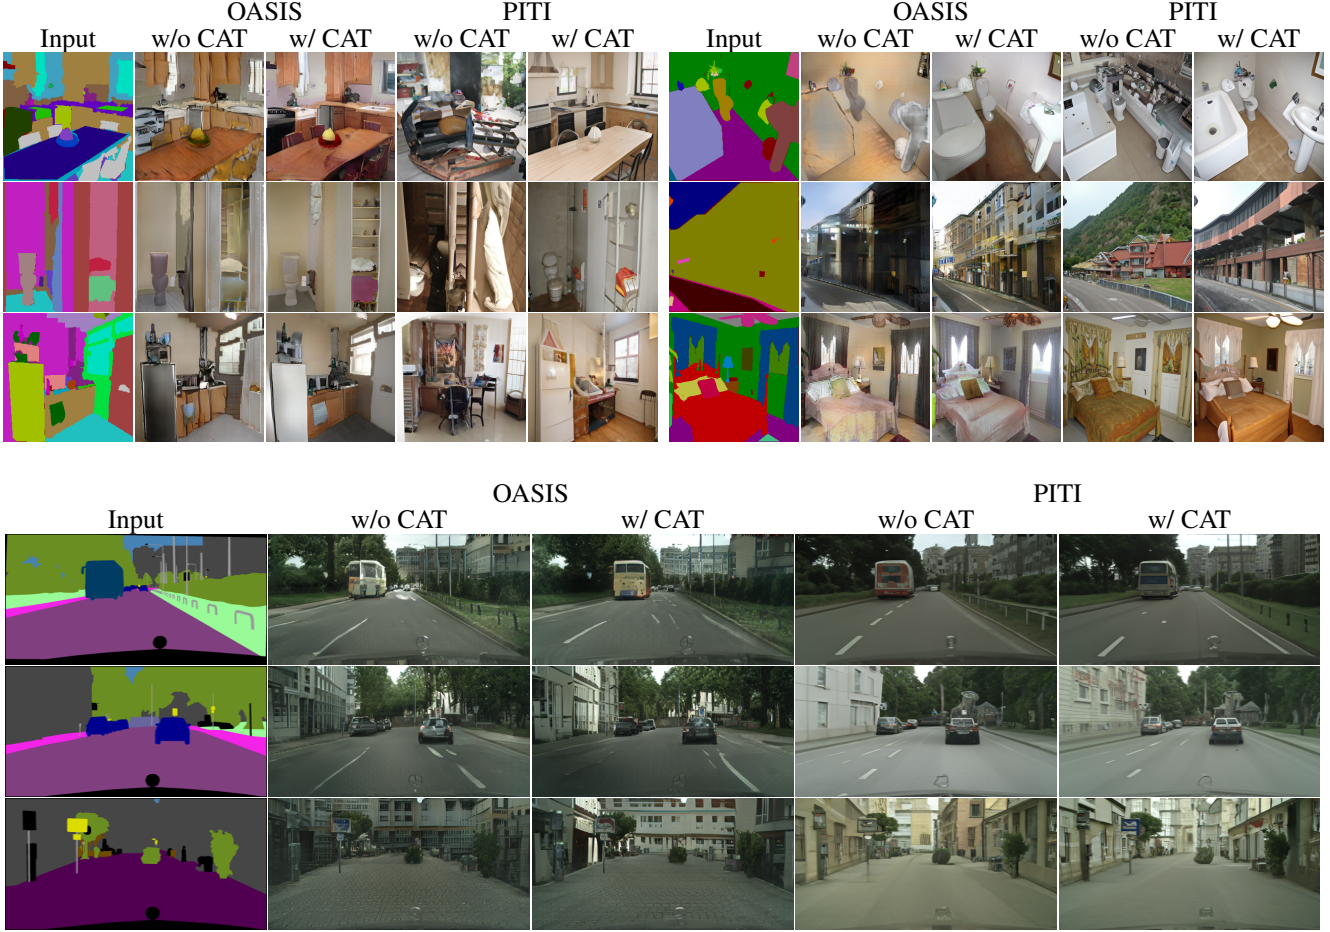 OASIS PITI OASIS PITI
Input w/o CAT w/ CAT w/o CAT w/ CAT Input w/o CAT w/ CAT w/o CAT w/ CAT
OASIS PITI
Input w/o CAT w/ CAT w/o CAT w/ CAT